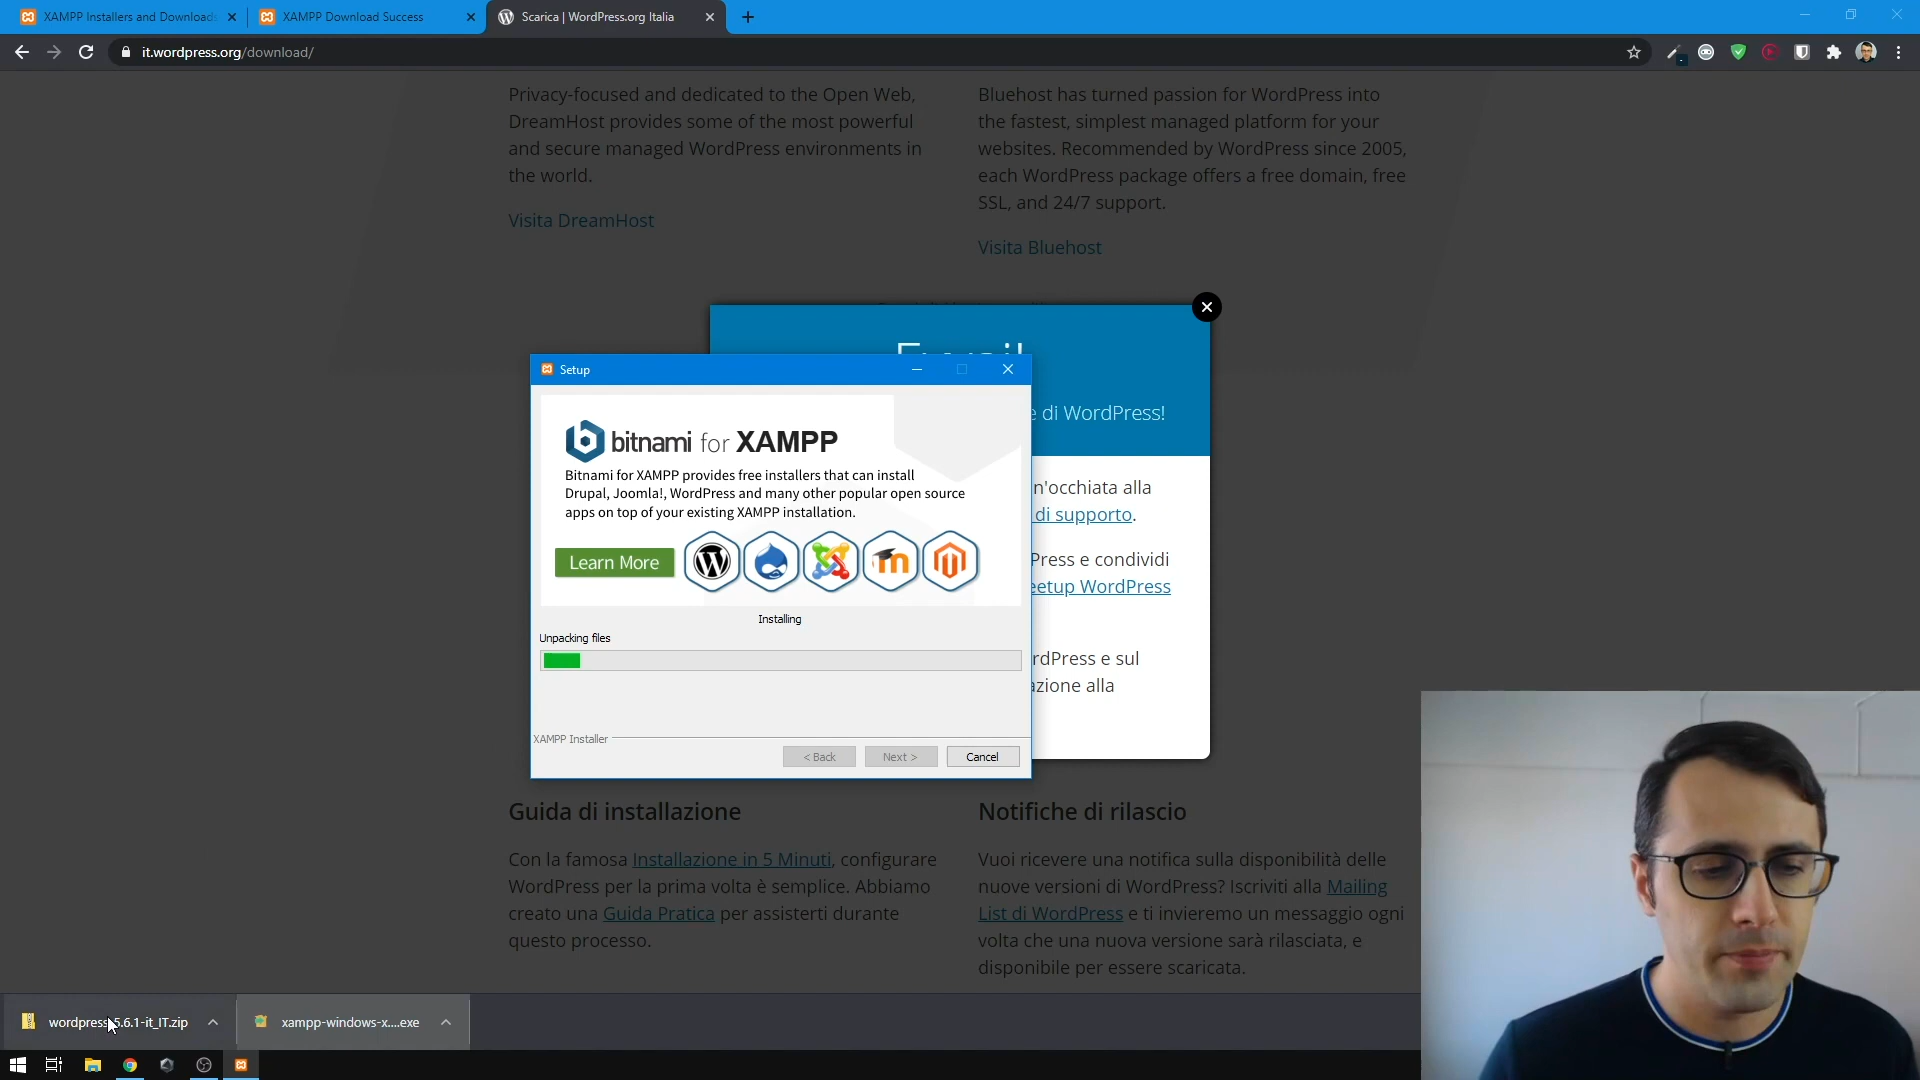 XAMPP Installers and Downloads
XAMPP Download Success
Scarica | WordPress.org Italia
it.wordpress.org/download/
Privacy-focused and dedicated to the Open Web,
DreamHost provides some of the most powerful
and secure managed WordPress environments in
the world.
Visita DreamHost
Bluehost has turned passion for WordPress into
the fastest, simplest managed platform for your
websites. Recommended by WordPress since 2005,
each WordPress package offers a free domain, free
SSL, and 24/7 support.
Visita Bluehost
di WordPress!
n'occhiata alla
di supporto.
Press e condividi
eetup WordPress
rdPress e sul
azione alla
Setup
bitnami for XAMPP
Bitnami for XAMPP provides free installers that can install
Drupal, Joomla!, WordPress and many other popular open source
apps on top of your existing XAMPP installation.
Learn More
Installing
Unpacking files
XAMPP Installer
< Back
Next >
Cancel
Guida di installazione
Con la famosa Installazione in 5 Minuti, configurare
WordPress per la prima volta è semplice. Abbiamo
creato una Guida Pratica per assisterti durante
questo processo.
Notifiche di rilascio
Vuoi ricevere una notifica sulla disponibilità delle
nuove versioni di WordPress? Iscriviti alla Mailing
List di WordPress e ti invieremo un messaggio ogni
volta che una nuova versione sarà rilasciata, e
disponibile per essere scaricata.
wordpress-5.6.1-it_IT.zip
xampp-windows-x....exe